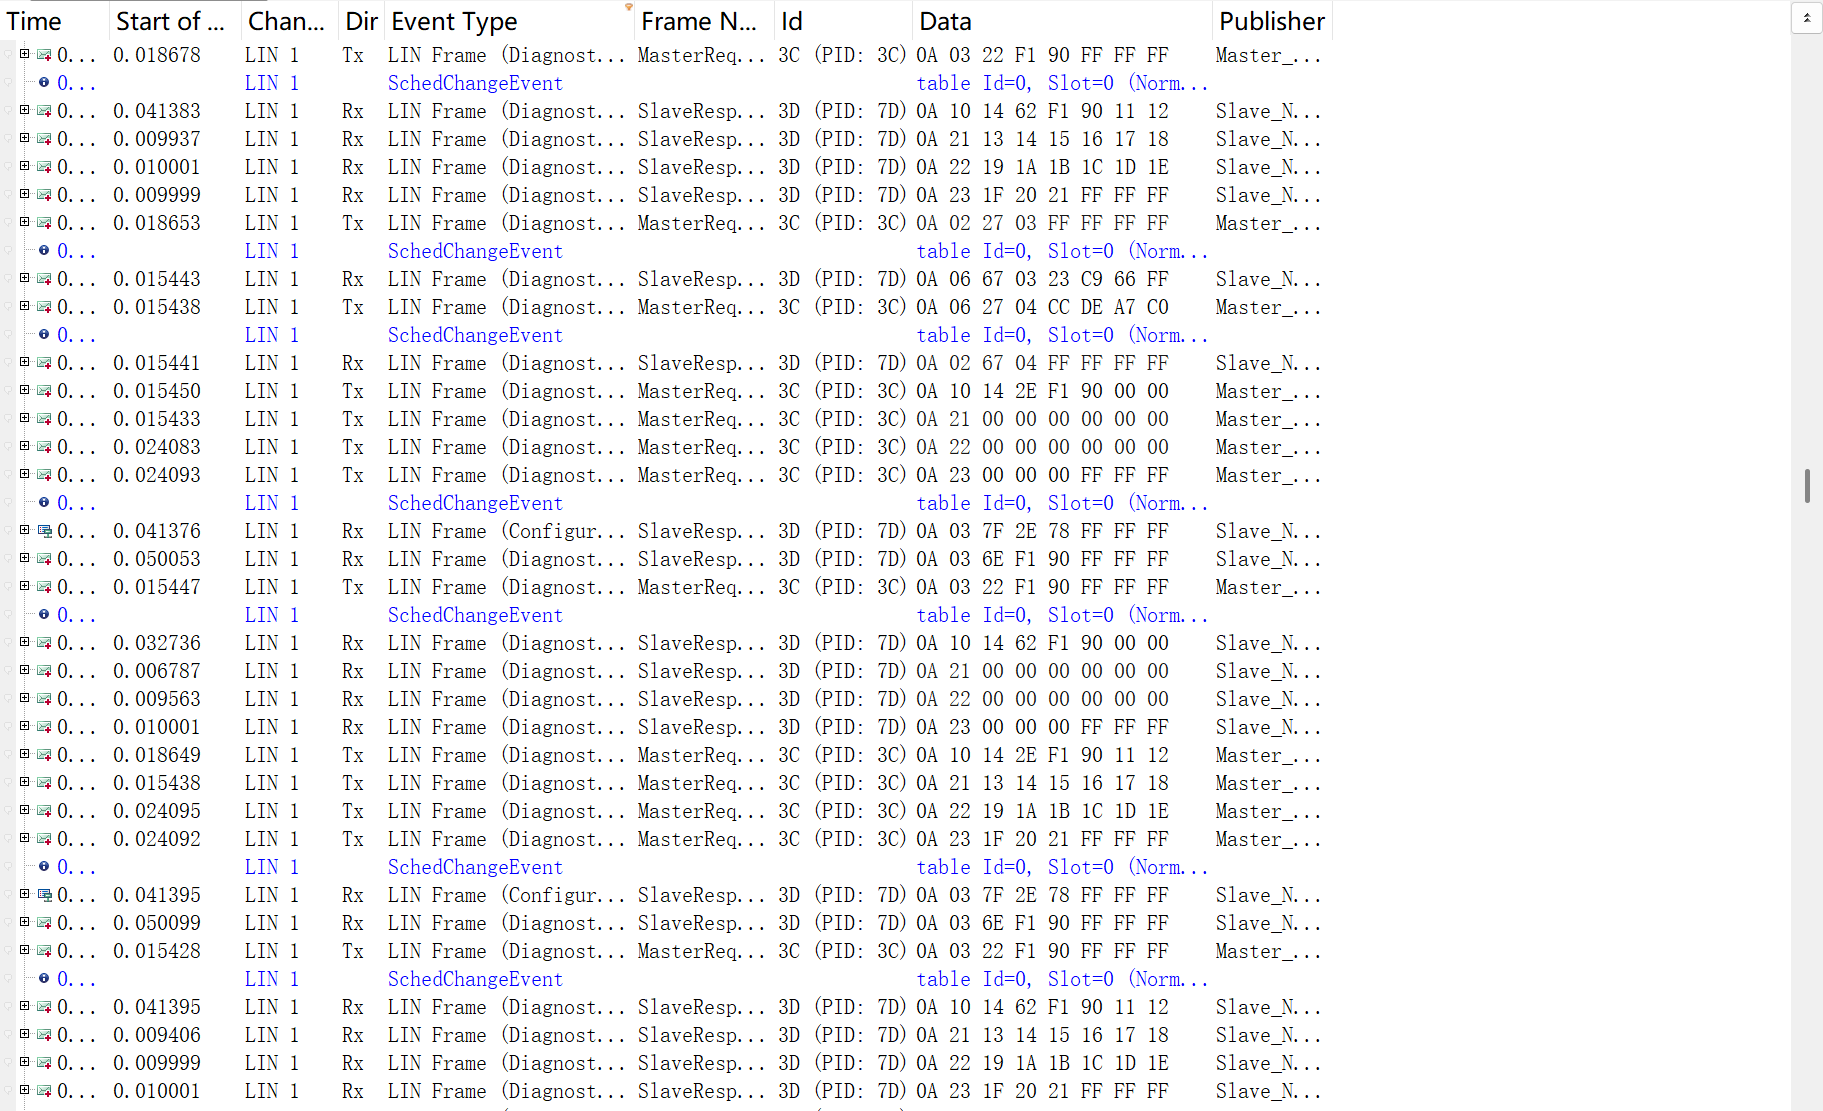 Time Start of ... Chan... Dir Event Type Frame N... Id Data Publisher
0... 0.018678 LIN 1 Tx LIN Frame (Diagnost... MasterReq... 3C (PID: 3C) 0A 03 22 F1 90 FF FF FF Master_...
0... LIN 1 SchedChangeEvent table Id=0, Slot=0 (Norm...
0... 0.041383 LIN 1 Rx LIN Frame (Diagnost... SlaveResp... 3D (PID: 7D) 0A 10 14 62 F1 90 11 12 Slave_N...
0... 0.009937 LIN 1 Rx LIN Frame (Diagnost... SlaveResp... 3D (PID: 7D) 0A 21 13 14 15 16 17 18 Slave_N...
0... 0.010001 LIN 1 Rx LIN Frame (Diagnost... SlaveResp... 3D (PID: 7D) 0A 22 19 1A 1B 1C 1D 1E Slave_N...
0... 0.009999 LIN 1 Rx LIN Frame (Diagnost... SlaveResp... 3D (PID: 7D) 0A 23 1F 20 21 FF FF FF Slave_N...
0... 0.018653 LIN 1 Tx LIN Frame (Diagnost... MasterReq... 3C (PID: 3C) 0A 02 27 03 FF FF FF FF Master_...
0... LIN 1 SchedChangeEvent table Id=0, Slot=0 (Norm...
0... 0.015443 LIN 1 Rx LIN Frame (Diagnost... SlaveResp... 3D (PID: 7D) 0A 06 67 03 23 C9 66 FF Slave_N...
0... 0.015438 LIN 1 Tx LIN Frame (Diagnost... MasterReq... 3C (PID: 3C) 0A 06 27 04 CC DE A7 C0 Master_...
0... LIN 1 SchedChangeEvent table Id=0, Slot=0 (Norm...
0... 0.015441 LIN 1 Rx LIN Frame (Diagnost... SlaveResp... 3D (PID: 7D) 0A 02 67 04 FF FF FF FF Slave_N...
0... 0.015450 LIN 1 Tx LIN Frame (Diagnost... MasterReq... 3C (PID: 3C) 0A 10 14 2E F1 90 00 00 Master_...
0... 0.015433 LIN 1 Tx LIN Frame (Diagnost... MasterReq... 3C (PID: 3C) 0A 21 00 00 00 00 00 00 Master_...
0... 0.024083 LIN 1 Tx LIN Frame (Diagnost... MasterReq... 3C (PID: 3C) 0A 22 00 00 00 00 00 00 Master_...
0... 0.024093 LIN 1 Tx LIN Frame (Diagnost... MasterReq... 3C (PID: 3C) 0A 23 00 00 00 FF FF FF Master_...
0... LIN 1 SchedChangeEvent table Id=0, Slot=0 (Norm...
0... 0.041376 LIN 1 Rx LIN Frame (Configur... SlaveResp... 3D (PID: 7D) 0A 03 7F 2E 78 FF FF FF Slave_N...
0... 0.050053 LIN 1 Rx LIN Frame (Diagnost... SlaveResp... 3D (PID: 7D) 0A 03 6E F1 90 FF FF FF Slave_N...
0... 0.015447 LIN 1 Tx LIN Frame (Diagnost... MasterReq... 3C (PID: 3C) 0A 03 22 F1 90 FF FF FF Master_...
0... LIN 1 SchedChangeEvent table Id=0, Slot=0 (Norm...
0... 0.032736 LIN 1 Rx LIN Frame (Diagnost... SlaveResp... 3D (PID: 7D) 0A 10 14 62 F1 90 00 00 Slave_N...
0... 0.006787 LIN 1 Rx LIN Frame (Diagnost... SlaveResp... 3D (PID: 7D) 0A 21 00 00 00 00 00 00 Slave_N...
0... 0.009563 LIN 1 Rx LIN Frame (Diagnost... SlaveResp... 3D (PID: 7D) 0A 22 00 00 00 00 00 00 Slave_N...
0... 0.010001 LIN 1 Rx LIN Frame (Diagnost... SlaveResp... 3D (PID: 7D) 0A 23 00 00 00 FF FF FF Slave_N...
0... 0.018649 LIN 1 Tx LIN Frame (Diagnost... MasterReq... 3C (PID: 3C) 0A 10 14 2E F1 90 11 12 Master_...
0... 0.015438 LIN 1 Tx LIN Frame (Diagnost... MasterReq... 3C (PID: 3C) 0A 21 13 14 15 16 17 18 Master_...
0... 0.024095 LIN 1 Tx LIN Frame (Diagnost... MasterReq... 3C (PID: 3C) 0A 22 19 1A 1B 1C 1D 1E Master_...
0... 0.024092 LIN 1 Tx LIN Frame (Diagnost... MasterReq... 3C (PID: 3C) 0A 23 1F 20 21 FF FF FF Master_...
0... LIN 1 SchedChangeEvent table Id=0, Slot=0 (Norm...
0... 0.041395 LIN 1 Rx LIN Frame (Configur... SlaveResp... 3D (PID: 7D) 0A 03 7F 2E 78 FF FF FF Slave_N...
0... 0.050099 LIN 1 Rx LIN Frame (Diagnost... SlaveResp... 3D (PID: 7D) 0A 03 6E F1 90 FF FF FF Slave_N...
0... 0.015428 LIN 1 Tx LIN Frame (Diagnost... MasterReq... 3C (PID: 3C) 0A 03 22 F1 90 FF FF FF Master_...
0... LIN 1 SchedChangeEvent table Id=0, Slot=0 (Norm...
0... 0.041395 LIN 1 Rx LIN Frame (Diagnost... SlaveResp... 3D (PID: 7D) 0A 10 14 62 F1 90 11 12 Slave_N...
0... 0.009406 LIN 1 Rx LIN Frame (Diagnost... SlaveResp... 3D (PID: 7D) 0A 21 13 14 15 16 17 18 Slave_N...
0... 0.009999 LIN 1 Rx LIN Frame (Diagnost... SlaveResp... 3D (PID: 7D) 0A 22 19 1A 1B 1C 1D 1E Slave_N...
0... 0.010001 LIN 1 Rx LIN Frame (Diagnost... SlaveResp... 3D (PID: 7D) 0A 23 1F 20 21 FF FF FF Slave_N...